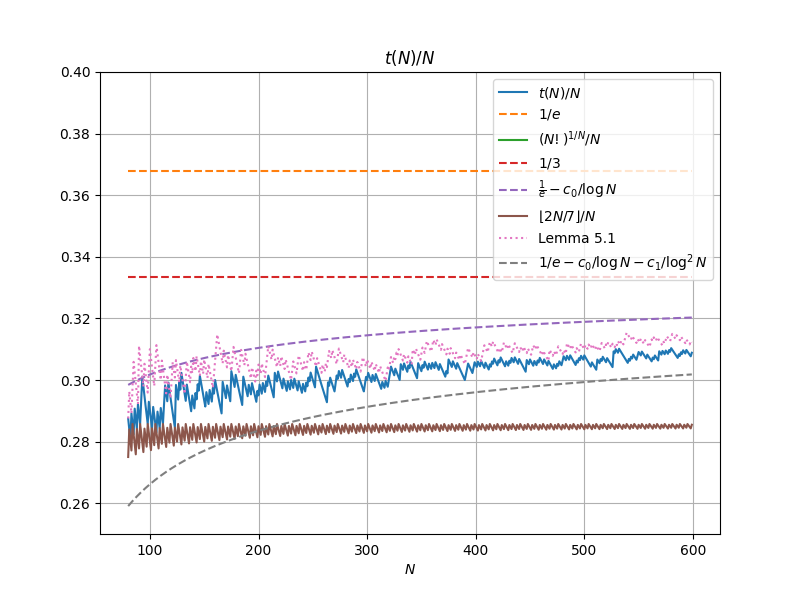 t(N)/N
0.40
0.38
0.36
0.34
0.32
0.30
0.28
0.26
100
200
300
400
500
600
N
t(N)/N
1/e
(N!)^{1/N}/N
1/3
\frac{1}{e} − c_0/log N
⌊2N/7⌋/N
Lemma 5.1
1/e − c_0/log N − c_1/log^2 N